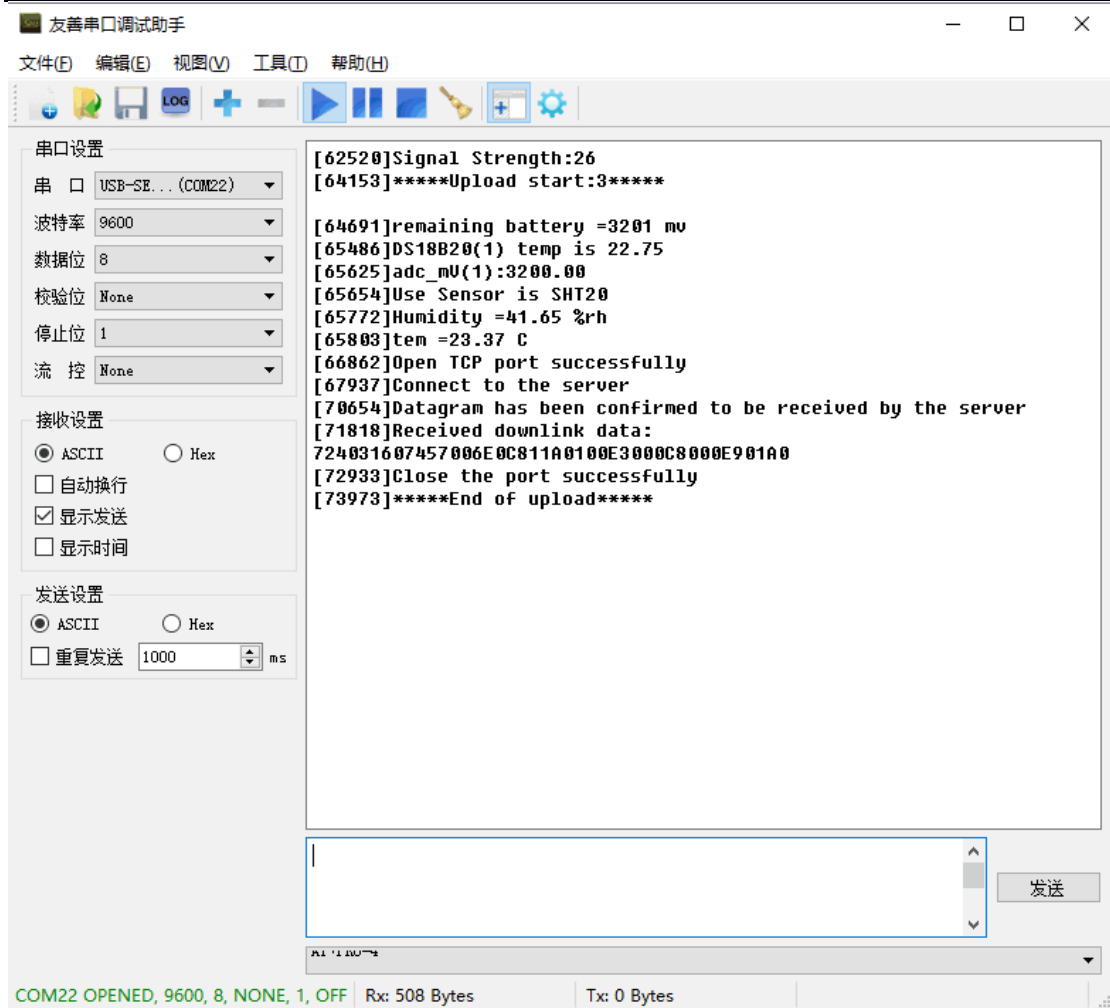 友善串口调试助手
文件(F) 编辑(E) 视图(V) 工具(T) 帮助(H)
LOG
串口设置
串 口 USB-SE...(COM22)
波特率 9600
数据位 8
校验位 None
停止位 1
流 控 None
接收设置
ASCII Hex
自动换行
显示发送
显示时间
发送设置
ASCII Hex
重复发送 1000 ms
[62520]Signal Strength:26
[64153]*****Upload start:3*****
[64691]remaining battery =3201 mv
[65486]DS18B20(1) temp is 22.75
[65625]adc_mV(1):3200.00
[65654]Use Sensor is SHT20
[65772]Humidity =41.65 %rh
[65803]tem =23.37 C
[66862]Open TCP port successfully
[67937]Connect to the server
[70654]Datagram has been confirmed to be received by the server
[71818]Received downlink data:
724031607457006E0C811A0100E3000C8000E901A0
[72933]Close the port successfully
[73973]*****End of upload*****
发送
COM22 OPENED, 9600, 8, NONE, 1, OFF Rx: 508 Bytes Tx: 0 Bytes